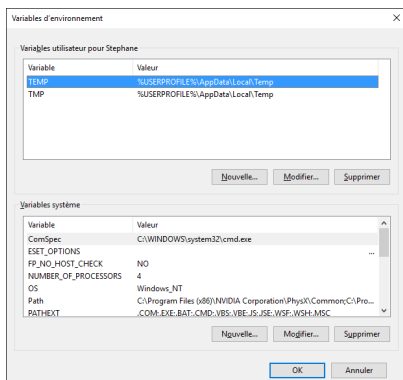 Variables d'environnement
Variables utilisateur pour Stephane
Variable Valeur
TEMP %USERPROFILE%\AppData\Local\Temp
TMP %USERPROFILE%\AppData\Local\Temp
Nouvelle... Modifier... Supprimer
Variables système
Variable Valeur
ComSpec C:\WINDOWS\system32\cmd.exe
ESET_OPTIONS ...
FP_NO_HOST_CHECK NO
NUMBER_OF_PROCESSORS 4
OS Windows_NT
Path C:\Program Files (x86)\NVIDIA Corporation\PhysX\Common;C:\Pro...
PATHEXT .COM;.EXE;.BAT;.CMD;.VBS;.VBE;.JS;.JSE;.WSF;.WSH;.MSC
Nouvelle... Modifier... Supprimer
OK Annuler